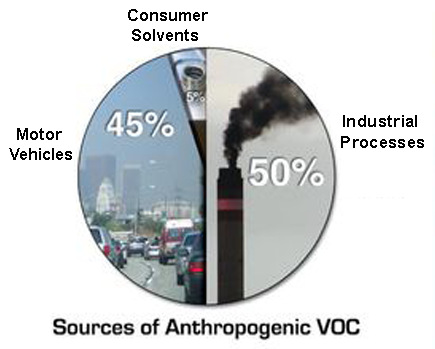 Consumer
Solvents
5%
45%
Motor
Vehicles
50%
Industrial
Processes
Sources of Anthropogenic VOC